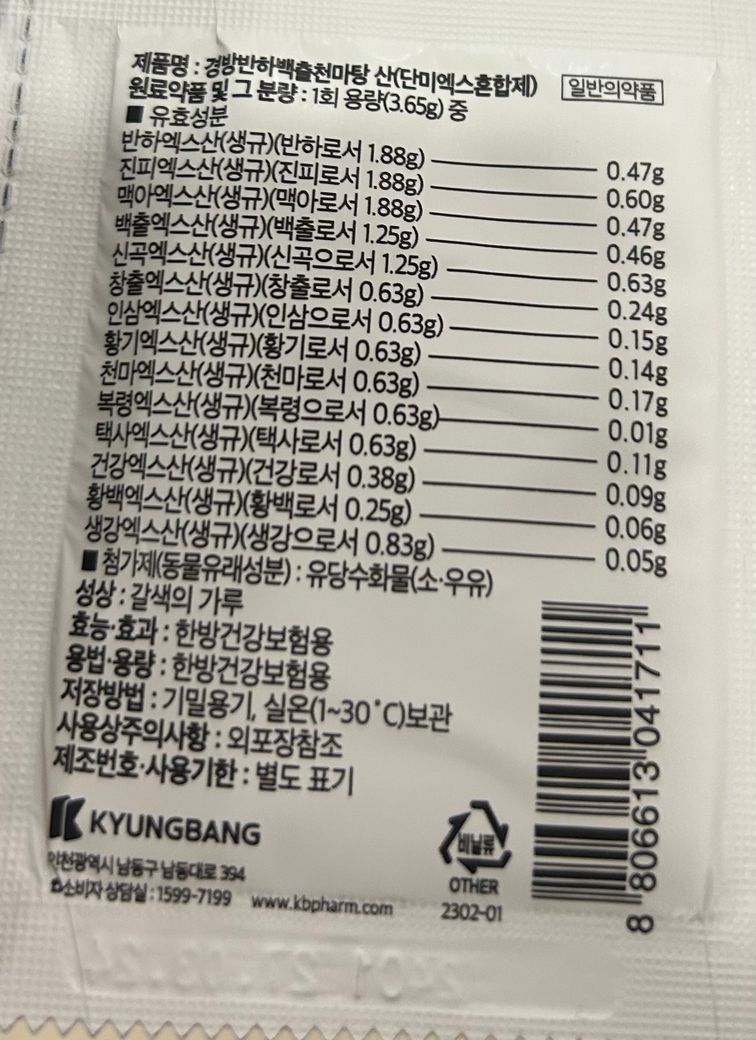 제품명 : 경방반하백출천마탕 산(단미엑스혼합제) 일반의약품
원료약품 및 그 분량 : 1회 용량(3.65g) 중
■ 유효성분
반하엑스산(생규)(반하로서 1.88g) 0.47g
진피엑스산(생규)(진피로서 1.88g) 0.60g
맥아엑스산(생규)(맥아로서 1.88g) 0.47g
백출엑스산(생규)(백출로서 1.25g) 0.46g
신곡엑스산(생규)(신곡으로서 1.25g) 0.63g
창출엑스산(생규)(창출로서 0.63g) 0.24g
인삼엑스산(생규)(인삼으로서 0.63g) 0.15g
황기엑스산(생규)(황기로서 0.63g) 0.14g
천마엑스산(생규)(천마로서 0.63g) 0.17g
복령엑스산(생규)(복령으로서 0.63g) 0.01g
택사엑스산(생규)(택사로서 0.63g) 0.11g
건강엑스산(생규)(건강로서 0.38g) 0.09g
황백엑스산(생규)(황백로서 0.25g) 0.06g
생강엑스산(생규)(생강으로서 0.83g) 0.05g
■ 첨가제(동물유래성분) : 유당수화물(소·우유)
성상 : 갈색의 가루
효능·효과 : 한방건강보험용
용법·용량 : 한방건강보험용
저장방법 : 기밀용기, 실온(1~30˚C)보관
사용상주의사항 : 외포장참조
제조번호·사용기한 : 별도 표기
KYUNGBANG
인천광역시 남동구 남동대로 394
소비자 상담실 : 1599-7199 www.kbpharm.com
비닐류
OTHER
2302-01
8 806613 041711